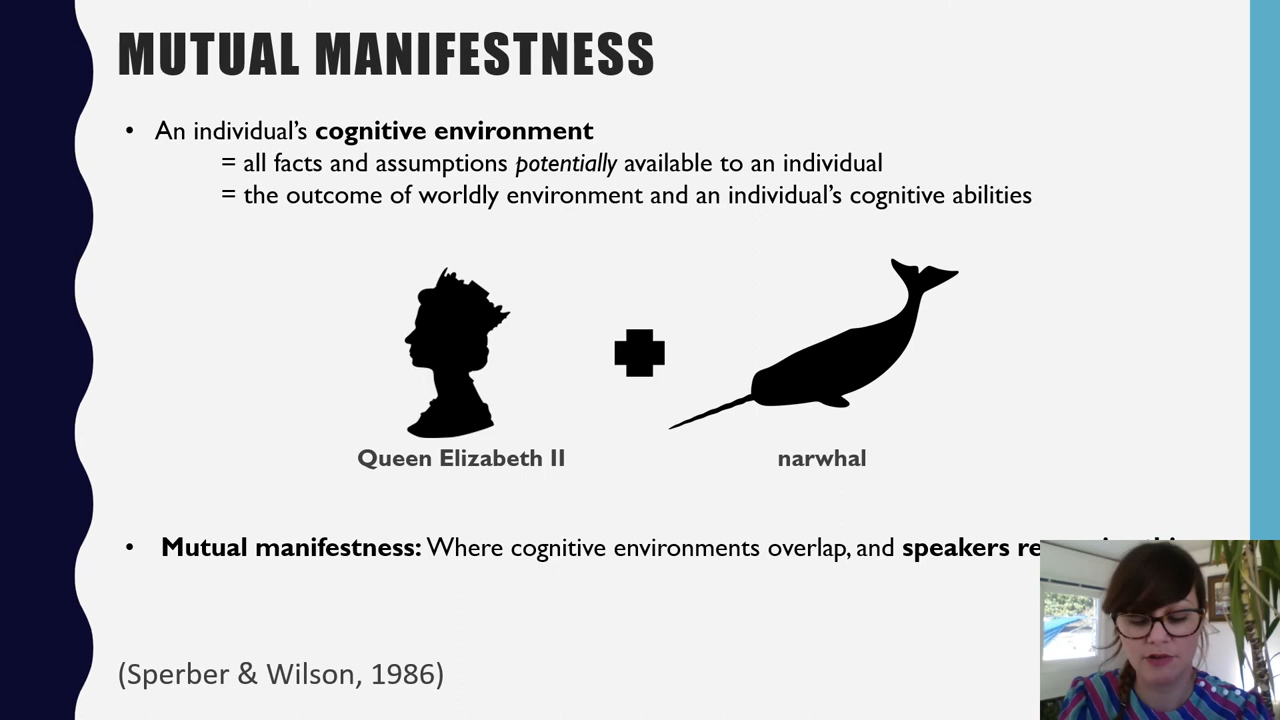 MUTUAL MANIFESTNESS
• An individual’s cognitive environment
= all facts and assumptions potentially available to an individual
= the outcome of worldly environment and an individual’s cognitive abilities
Queen Elizabeth II
narwhal
• Mutual manifestness: Where cognitive environments overlap, and speakers
(Sperber & Wilson, 1986)